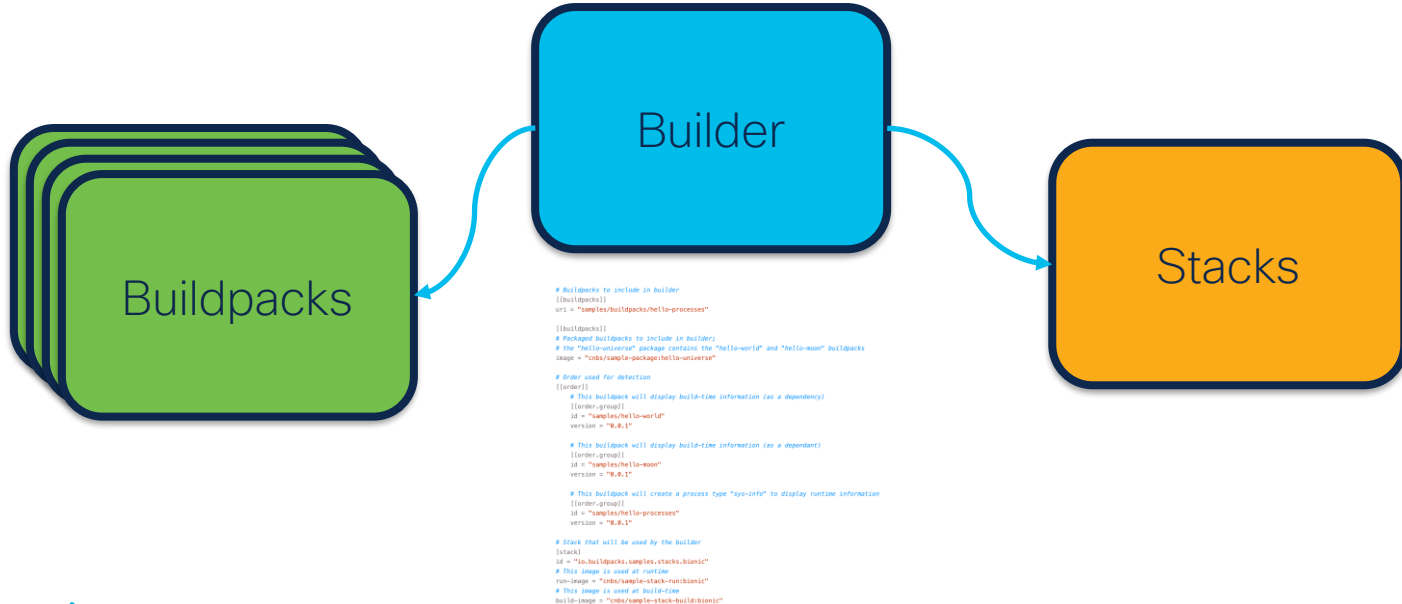 Builder
Buildpacks
Stacks
# Buildpacks to include in builder
[[buildpacks]]
uri = "samples/buildpacks/hello-processes"
[[buildpacks]]
# Packaged buildpacks to include in builder;
# the "hello-universe" package contains the "hello-world" and "hello-moon" buildpacks
image = "cnbs/sample-package:hello-universe"
# Order used for detection
[[order]]
# This buildpack will display build-time information (as a dependency)
[[order.group]]
id = "samples/hello-world"
version = "0.0.1"
# This buildpack will display build-time information (as a dependant)
[[order.group]]
id = "samples/hello-moon"
version = "0.0.1"
# This buildpack will create a process type "sys-info" to display runtime information
[[order.group]]
id = "samples/hello-processes"
version = "0.0.1"
# Stack that will be used by the builder
[stack]
id = "io.buildpacks.samples.stacks.bionic"
# This image is used at runtime
run-image = "cnbs/sample-stack-run:bionic"
# This image is used at build-time
build-image = "cnbs/sample-stack-build:bionic"